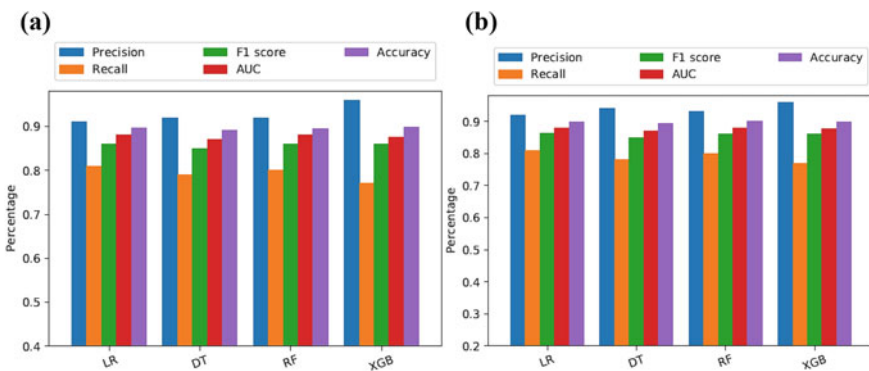 (a)
Precision F1 score Accuracy
Recall AUC
0.9
0.8
0.7
0.6
0.5
0.4
Percentage
LR DT RF XGB
(b)
Precision F1 score Accuracy
Recall AUC
0.9
0.8
0.7
0.6
0.5
0.4
0.3
0.2
Percentage
LR DT RF XGB